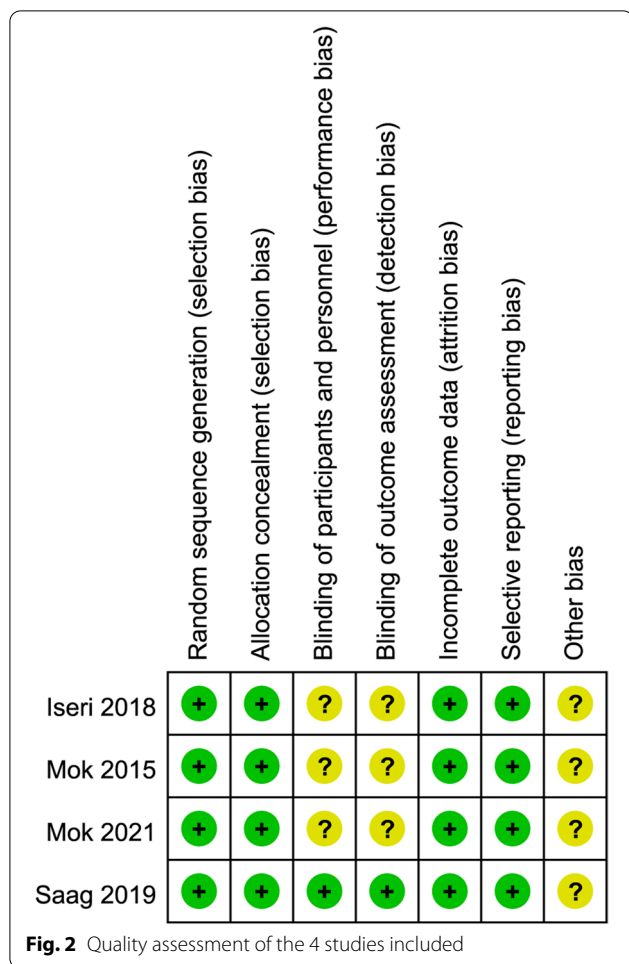 Random sequence generation (selection bias)
Allocation concealment (selection bias)
Blinding of participants and personnel (performance bias)
Blinding of outcome assessment (detection bias)
Incomplete outcome data (attrition bias)
Selective reporting (reporting bias)
Other bias
Iseri 2018 + + ? ? + + ?
Mok 2015 + + ? ? + + ?
Mok 2021 + + ? ? + + ?
Saag 2019 + + + + + + ?
Fig. 2 Quality assessment of the 4 studies included